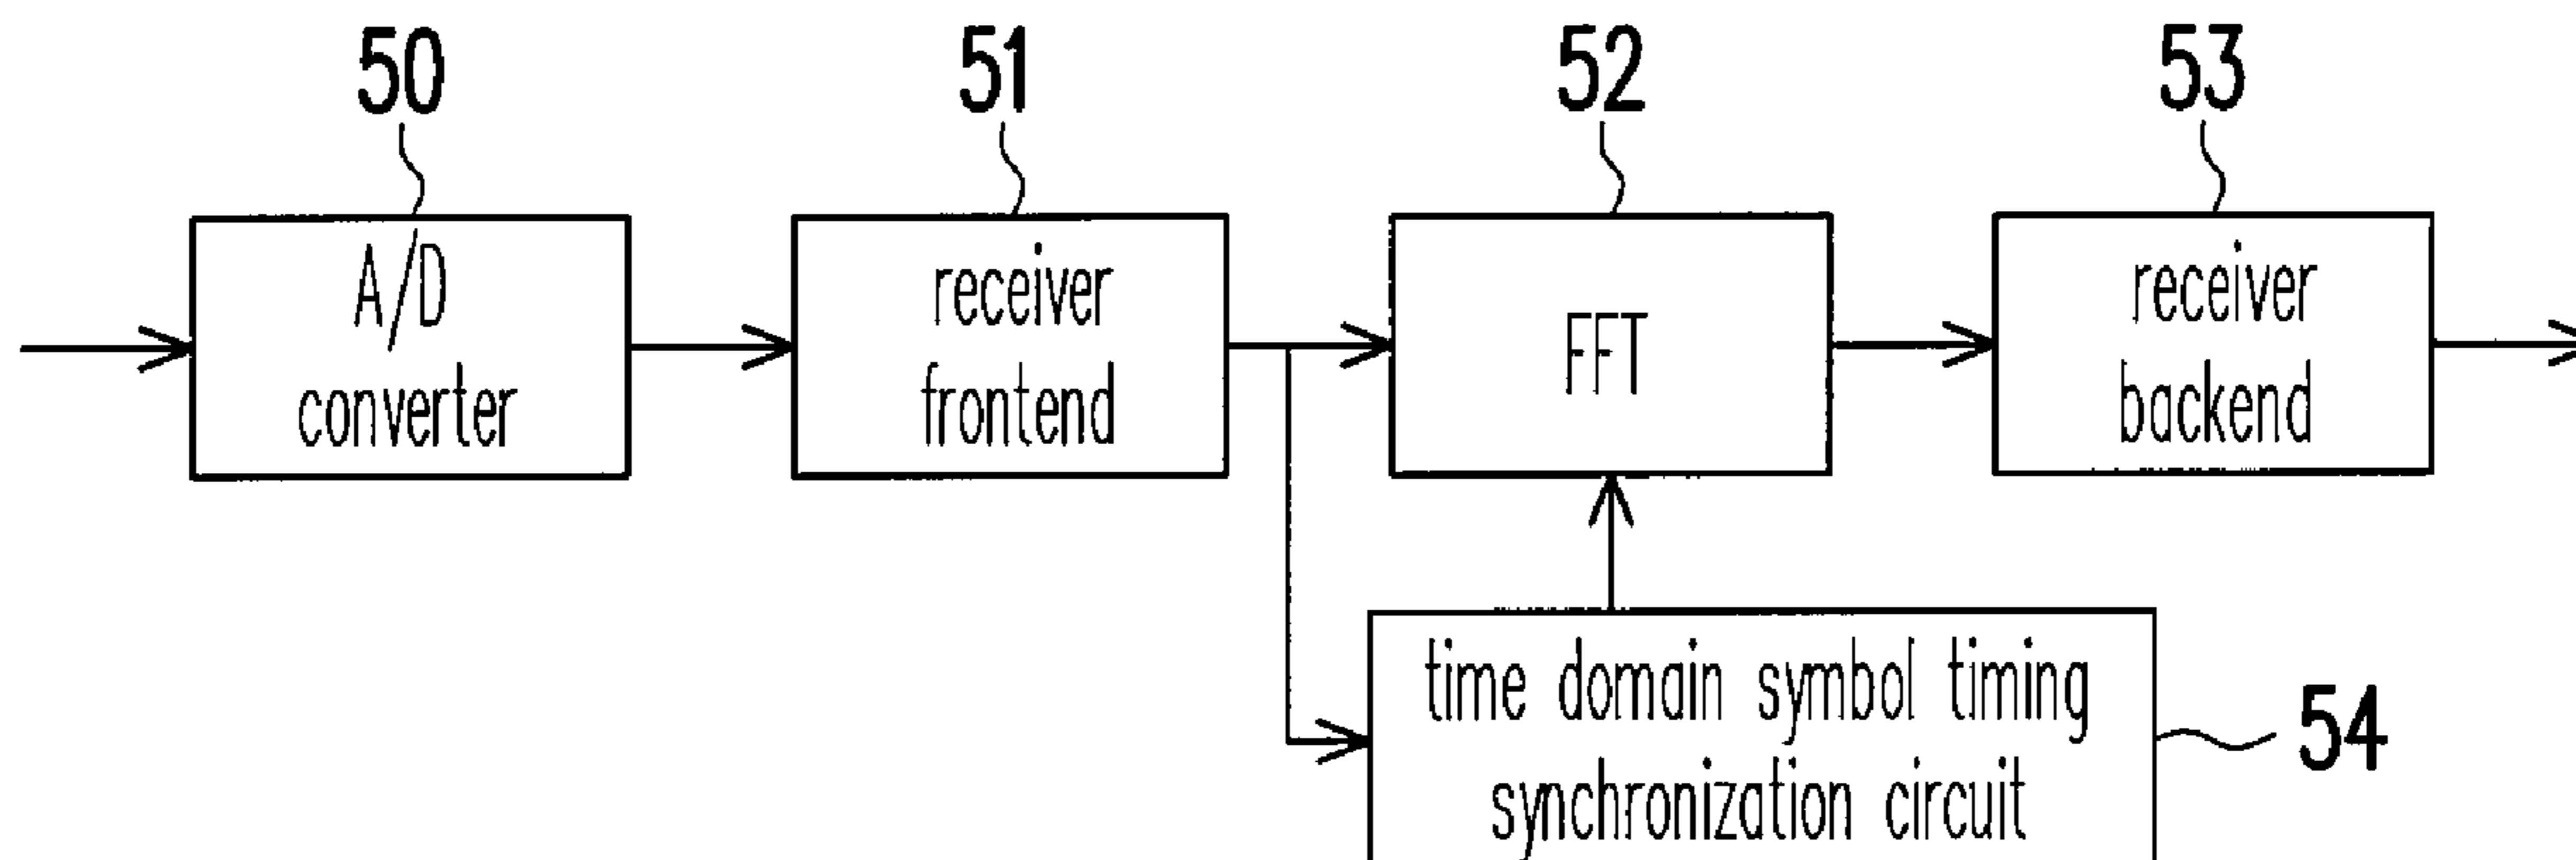 50
51
52
53
A/D
converter
receiver
frontend
FFT
receiver
backend
time domain symbol timing
synchronization circuit
54